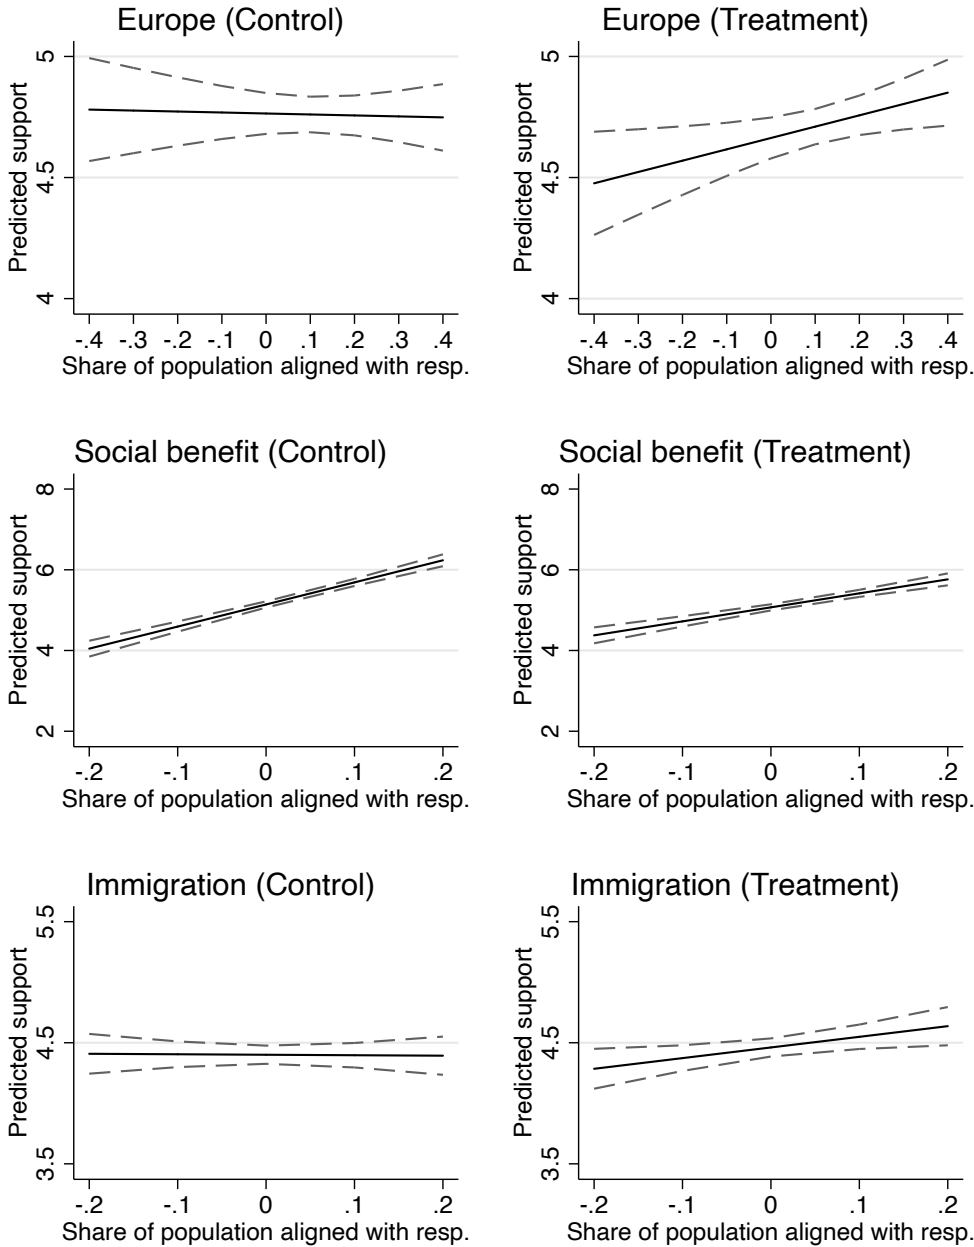 Europe (Control)
Predicted support
5
4.5
4
-.4 -.3 -.2 -.1 0 .1 .2 .3 .4
Share of population aligned with resp.
Europe (Treatment)
Predicted support
5
4.5
4
-.4 -.3 -.2 -.1 0 .1 .2 .3 .4
Share of population aligned with resp.
Social benefit (Control)
Predicted support
8
6
4
2
-.2 -.1 0 .1 .2
Share of population aligned with resp.
Social benefit (Treatment)
Predicted support
8
6
4
2
-.2 -.1 0 .1 .2
Share of population aligned with resp.
Immigration (Control)
Predicted support
5.5
4.5
3.5
-.2 -.1 0 .1 .2
Share of population aligned with resp.
Immigration (Treatment)
Predicted support
5.5
4.5
3.5
-.2 -.1 0 .1 .2
Share of population aligned with resp.